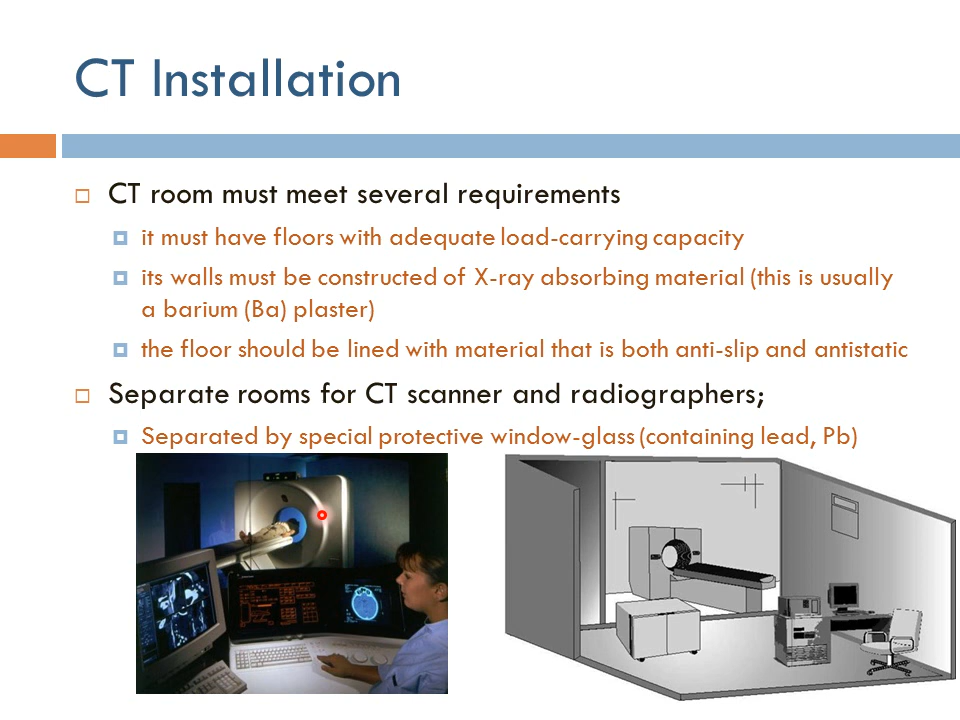 CT Installation
CT room must meet several requirements
it must have floors with adequate load-carrying capacity
its walls must be constructed of X-ray absorbing material (this is usually
a barium (Ba) plaster)
the floor should be lined with material that is both anti-slip and antistatic
Separate rooms for CT scanner and radiographers;
Separated by special protective window-glass (containing lead, Pb)